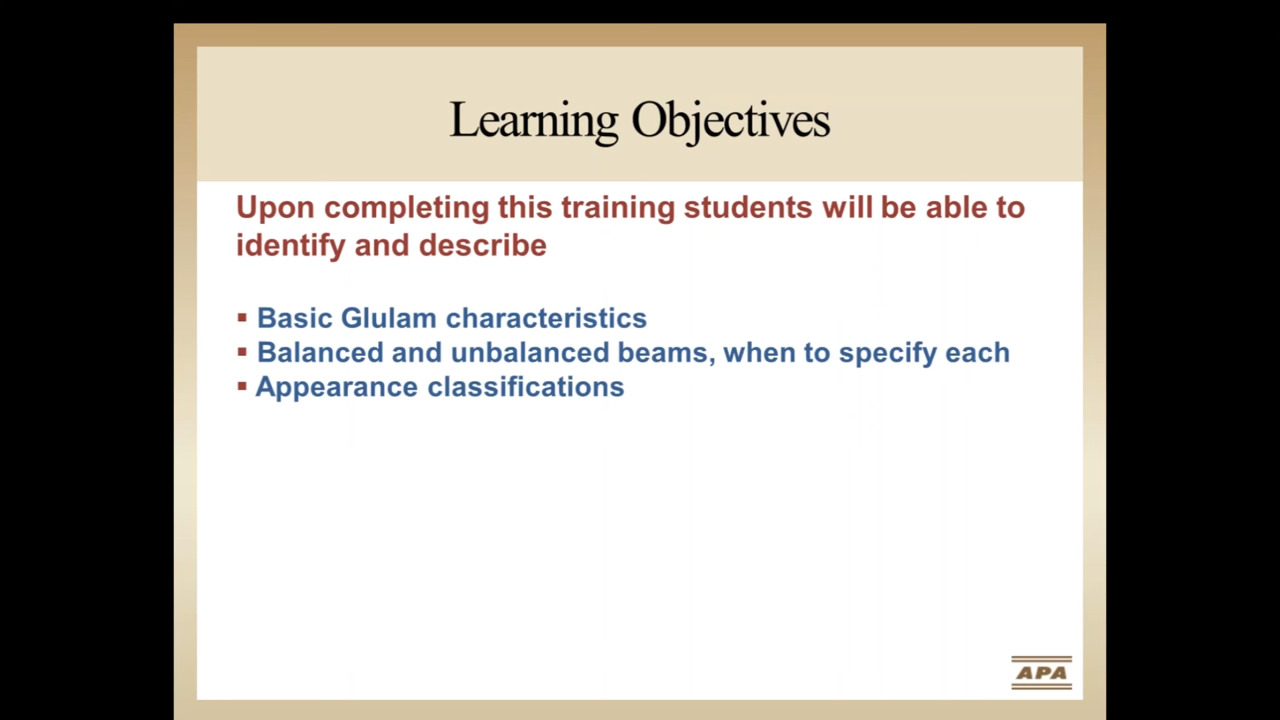 Learning Objectives
Upon completing this training students will be able to
identify and describe
▪ Basic Glulam characteristics
▪ Balanced and unbalanced beams, when to specify each
▪ Appearance classifications
APA